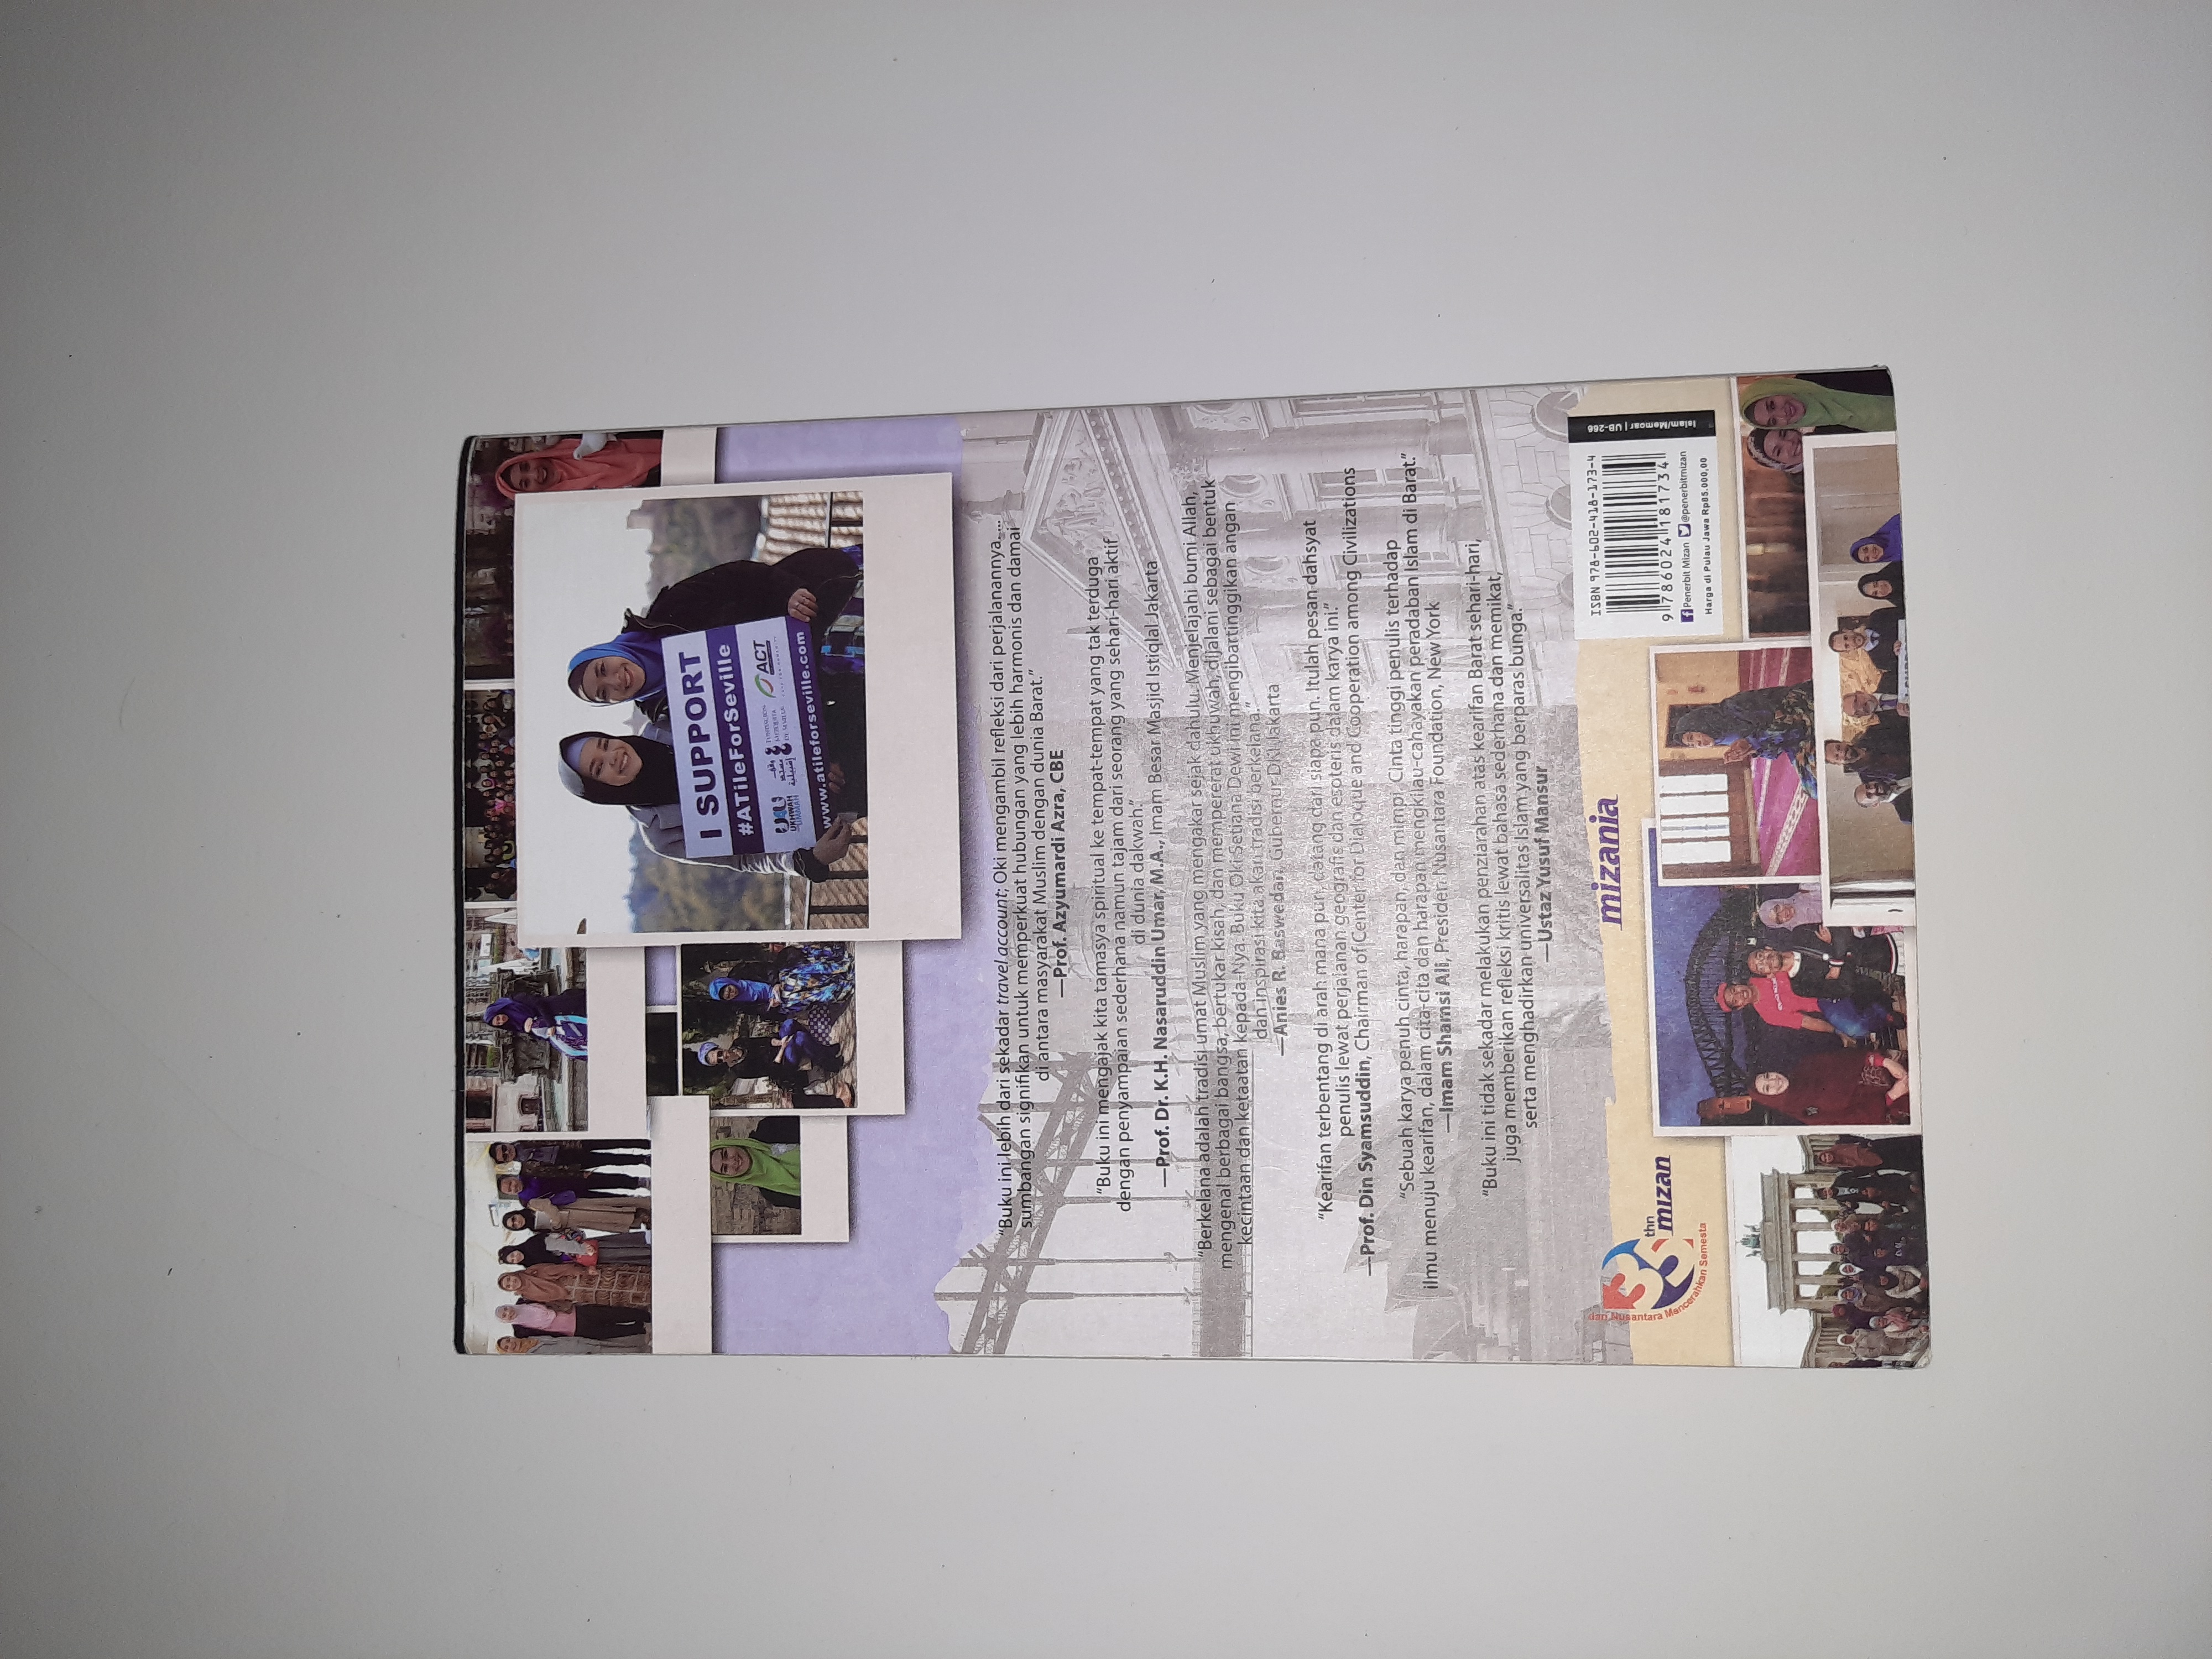 I SUPPORT
#ATileForSeville
UKHWAH
UMMAH
وقف
مسجد
إشبيلية
FUNDACIÓN
MEZQUITA
DE SEVILLA
ACT
www.atileforseville.com
“Buku ini lebih dari sekadar travel account; Oki mengambil refleksi dari perjalanannya. ...
sumbangan signifikan untuk memperkuat hubungan yang lebih harmonis dan damai
di antara masyarakat Muslim dengan dunia Barat.”
—Prof. Azyumardi Azra, CBE
“Buku ini mengajak kita tamasya spiritual ke tempat-tempat yang tak terduga
dengan penyampaian sederhana namun tajam dari seorang yang sehari-hari aktif
di dunia dakwah.”
—Prof. Dr. K.H. Nasaruddin Umar, M.A., Imam Besar Masjid Istiqlal Jakarta
“Berkelana adalah tradisi umat Muslim yang mengakar sejak dahulu. Menjelajahi bumi Allah,
mengenal berbagai bangsa, bertukar kisah, dan mempererat ukhuwah, dijalani sebagai bentuk
kecintaan dan ketaatan kepada-Nya. Buku Oki Setiana Dewi ini mengibartinggikan angan
dan inspirasi kita akan tradisi berkelana.”
—Anies R. Baswedan, Gubernur DKI Jakarta
“Kearifan terbentang di arah mana pun, datang dari siapa pun. Itulah pesan dahsyat
penulis lewat perjalanan geografis dan esoteris dalam karya ini.”
—Prof. Din Syamsuddin, Chairman of Center for Dialogue and Cooperation among Civilizations
“Sebuah karya penuh cinta, harapan, dan mimpi. Cinta tinggi penulis terhadap
ilmu menuju kearifan, dalam cita-cita dan harapan mengkilau-cahayakan peradaban Islam di Barat.”
—Imam Shamsi Ali, Presiden Nusantara Foundation, New York
“Buku ini tidak sekadar melakukan penziarahan atas kearifan Barat sehari-hari,
juga memberikan refleksi kritis lewat bahasa sederhana dan memikat,
serta menghadirkan universalitas Islam yang berparas bunga.”
—Ustaz Yusuf Mansur
35
thn
mizan
dari Nusantara Mencerahkan Semesta
mizania
ISBN 978-602-418-173-4
9 786024 181734
Penerbit Mizan @penerbitmizan
Harga di Pulau Jawa Rp85.000,00
Islam/Memoar | UB-266
I SUPPORT